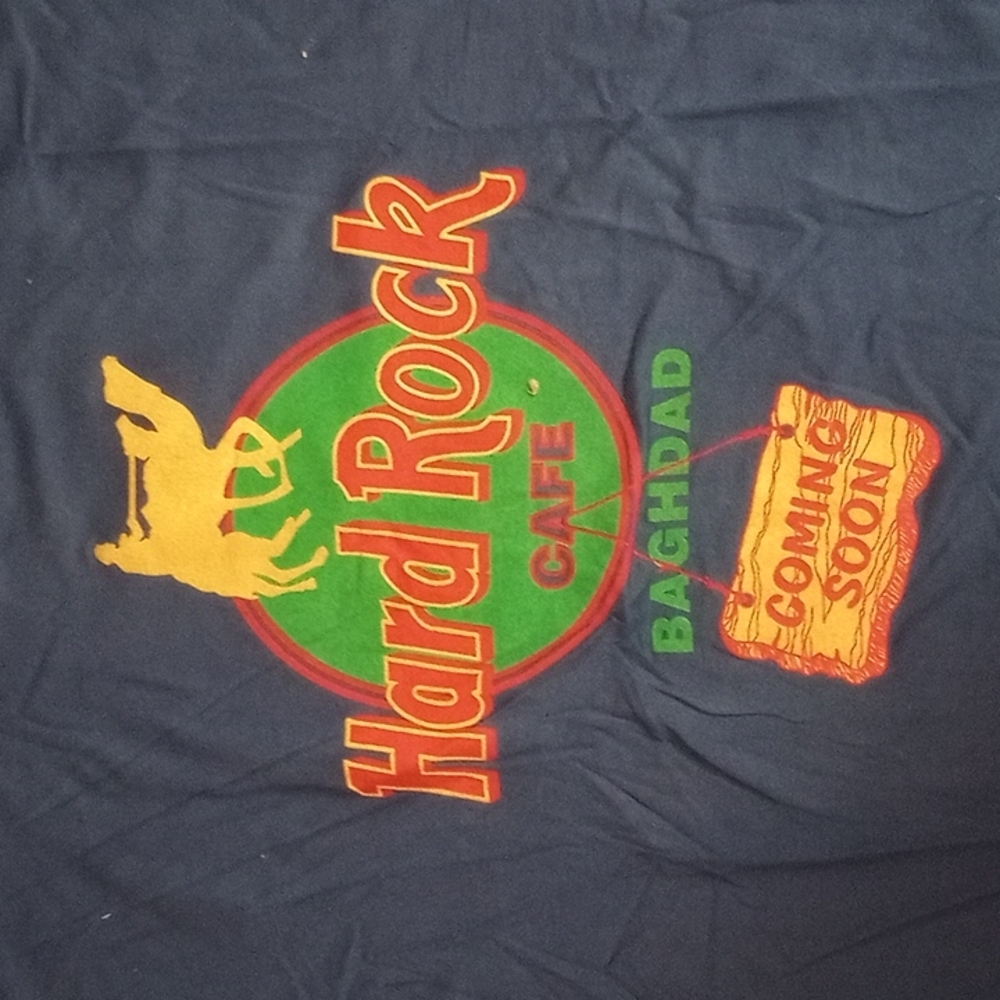 Hard Rock
CAFE
BAGHDAD
COMING
SOON